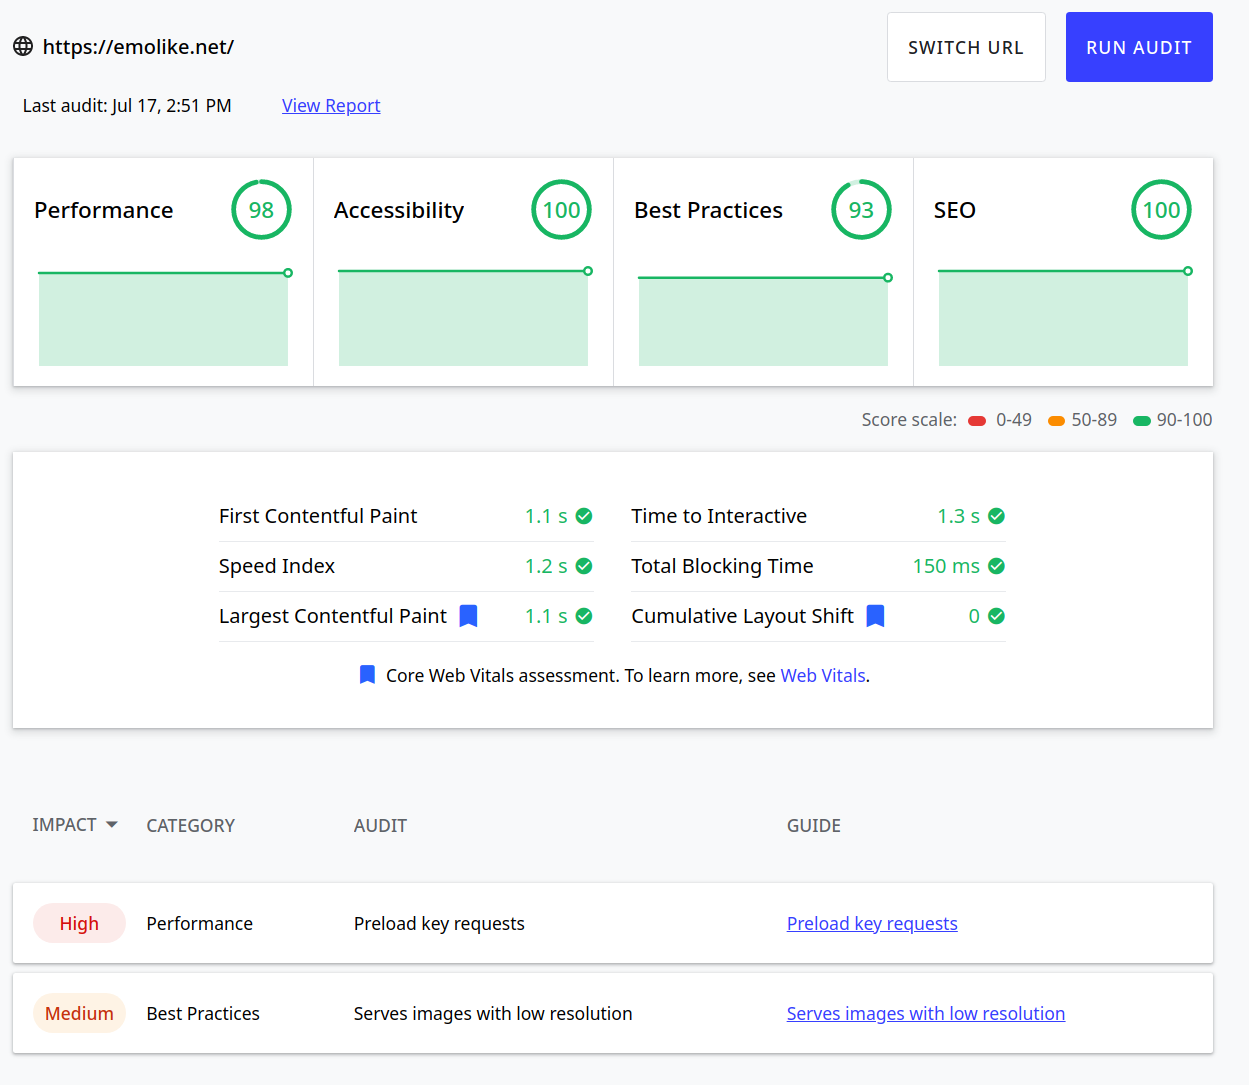 https://emolike.net/
SWITCH URL
RUN AUDIT
Last audit: Jul 17, 2:51 PM
View Report
Performance 98
Accessibility 100
Best Practices 93
SEO 100
Score scale: 0-49 50-89 90-100
First Contentful Paint 1.1 s
Time to Interactive 1.3 s
Speed Index 1.2 s
Total Blocking Time 150 ms
Largest Contentful Paint 1.1 s
Cumulative Layout Shift 0
Core Web Vitals assessment. To learn more, see Web Vitals.
IMPACT CATEGORY AUDIT GUIDE
High Performance Preload key requests Preload key requests
Medium Best Practices Serves images with low resolution Serves images with low resolution